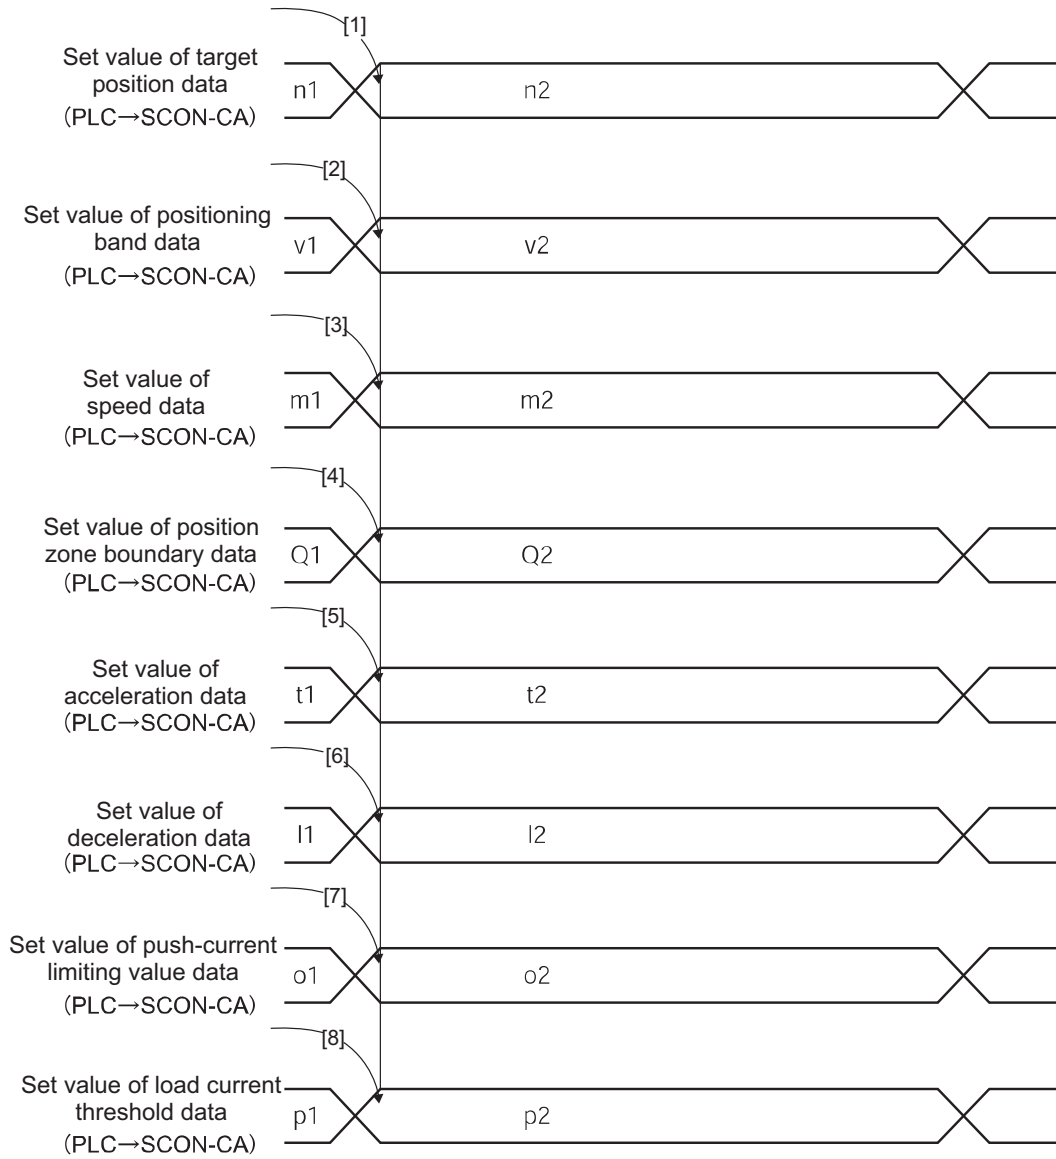 [1]
Set value of target
position data
(PLC→SCON-CA)
n1
n2
[2]
Set value of positioning
band data
(PLC→SCON-CA)
v1
v2
[3]
Set value of
speed data
(PLC→SCON-CA)
m1
m2
[4]
Set value of position
zone boundary data
(PLC→SCON-CA)
Q1
Q2
[5]
Set value of
acceleration data
(PLC→SCON-CA)
t1
t2
[6]
Set value of
deceleration data
(PLC→SCON-CA)
l1
l2
[7]
Set value of push-current
limiting value data
(PLC→SCON-CA)
o1
o2
[8]
Set value of load current
threshold data
(PLC→SCON-CA)
p1
p2